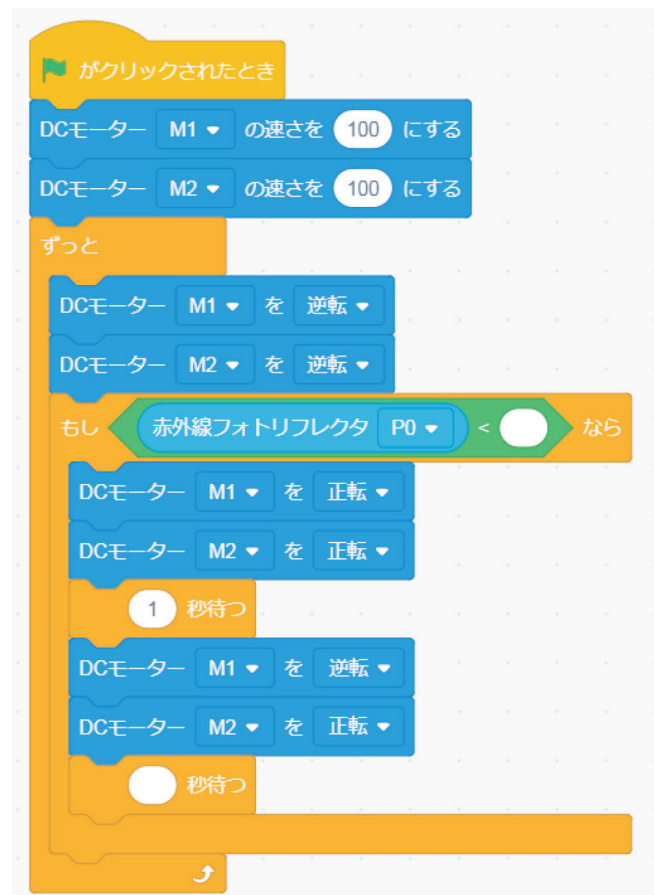 がクリックされたとき
DCモーター M1 の速さを 100 にする
DCモーター M2 の速さを 100 にする
ずっと
DCモーター M1 を 逆転
DCモーター M2 を 逆転
もし 赤外線フォトリフレクタ P0 < なら
DCモーター M1 を 正転
DCモーター M2 を 正転
1 秒待つ
DCモーター M1 を 逆転
DCモーター M2 を 正転
秒待つ